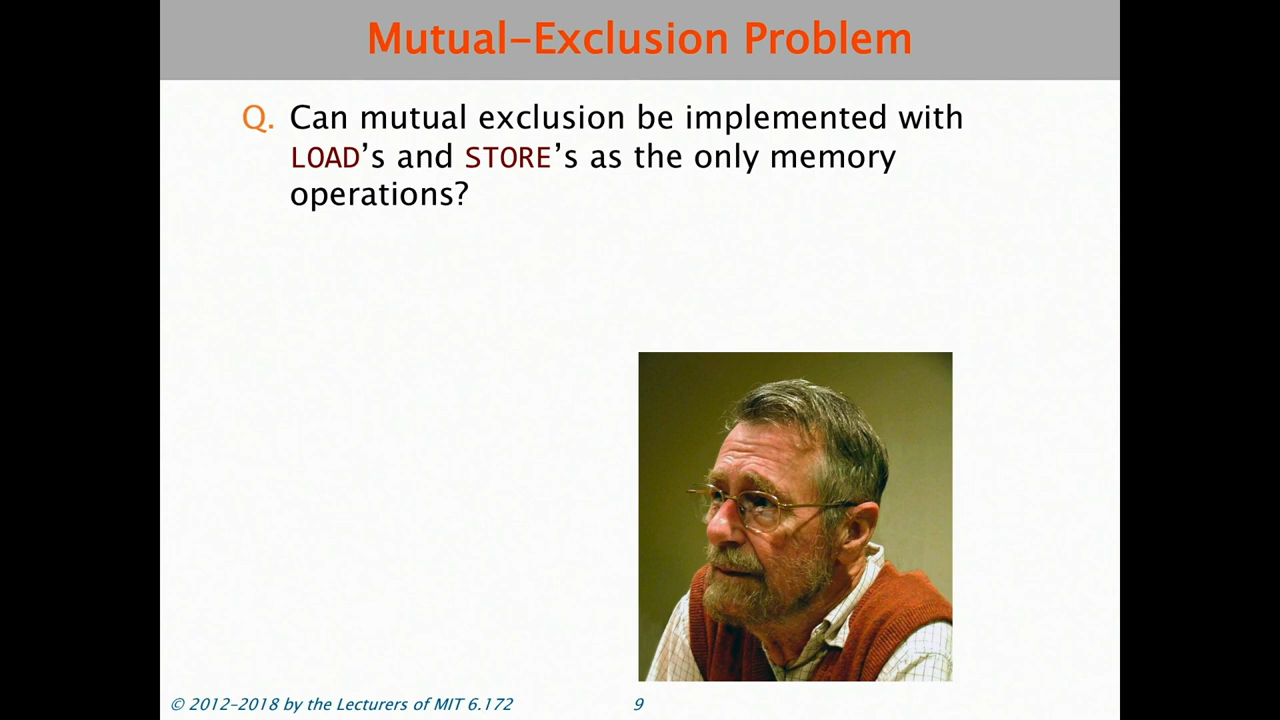 Mutual–Exclusion Problem
Q. Can mutual exclusion be implemented with
LOAD’s and STORE’s as the only memory
operations?
© 2012–2018 by the Lecturers of MIT 6.172
9